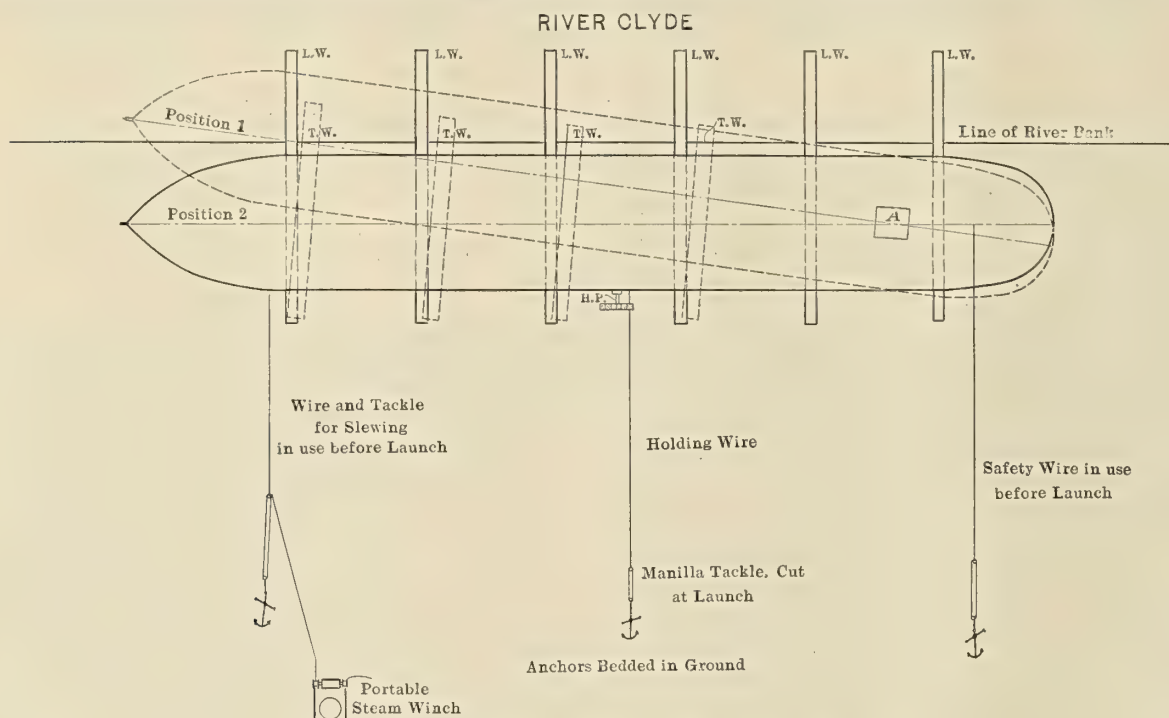 RIVER CLYDE
L.W. L.W. L.W. L.W. L.W. L.W.
Position 1
T.W. T.W. T.W. T.W.
Line of River Bank
Position 2
A
H.P.
Wire and Tackle
for Slewing
in use before Launch
Holding Wire
Safety Wire in use
before Launch
Manilla Tackle, Cut
at Launch
Anchors Bedded in Ground
Portable
Steam Winch